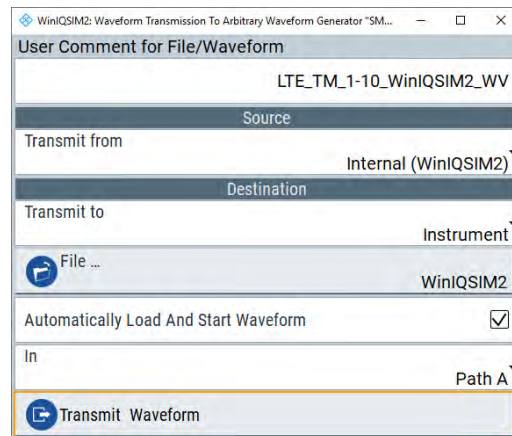 WinIQSIM2: Waveform Transmission To Arbitrary Waveform Generator "SM...
User Comment for File/Waveform
LTE_TM_1-10_WinIQSIM2_WV
Source
Transmit from
Internal (WinIQSIM2)
Destination
Transmit to
Instrument
File ...
WinIQSIM2
Automatically Load And Start Waveform
In
Path A
Transmit Waveform